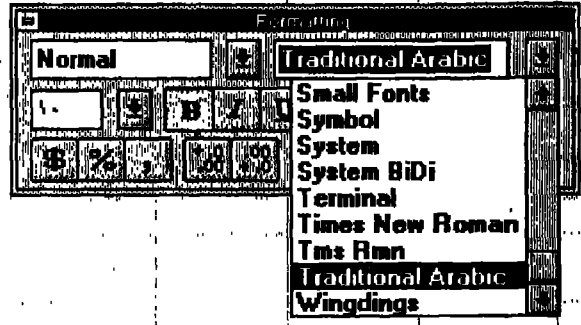 Formatting
Normal
Traditional Arabic
B I U
$ % ,
Small Fonts
Symbol
System
System BiDi
Terminal
Times New Roman
Tms Rmn
Traditional Arabic
Wingdings